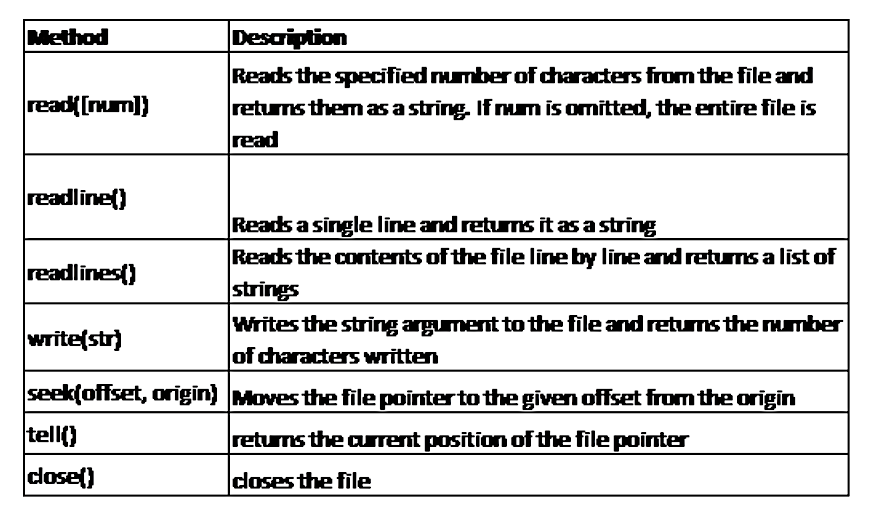 Method Description
read([num]) Reads the specified number of characters from the file and
returns them as a string. If num is omitted, the entire file is
read
readline() Reads a single line and returns it as a string
readlines() Reads the contents of the file line by line and returns a list of
strings
write(str) Writes the string argument to the file and returns the number
of characters written
seek(offset, origin) Moves the file pointer to the given offset from the origin
tell() returns the current position of the file pointer
close() closes the file